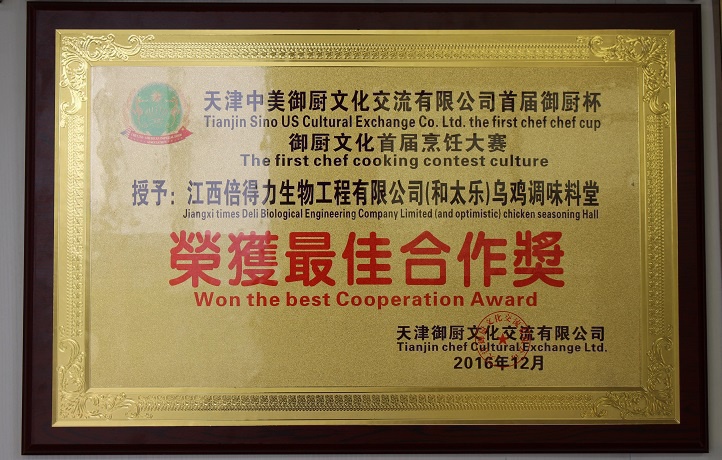 天津中美御厨文化交流有限公司首届御厨杯
Tianjin Sino US Cultural Exchange Co. Ltd. the first chef chef cup
御厨文化首届烹饪大赛
The first chef cooking contest culture
授予：江西倍得力生物工程有限公司(和太乐)乌鸡调味料堂
Jiangxi times Deli Biological Engineering Company Limited (and optimistic) chicken seasoning Hall
榮獲最佳合作獎
Won the best Cooperation Award
天津御厨文化交流有限公司
Tianjin chef Cultural Exchange Ltd.
2016年12月